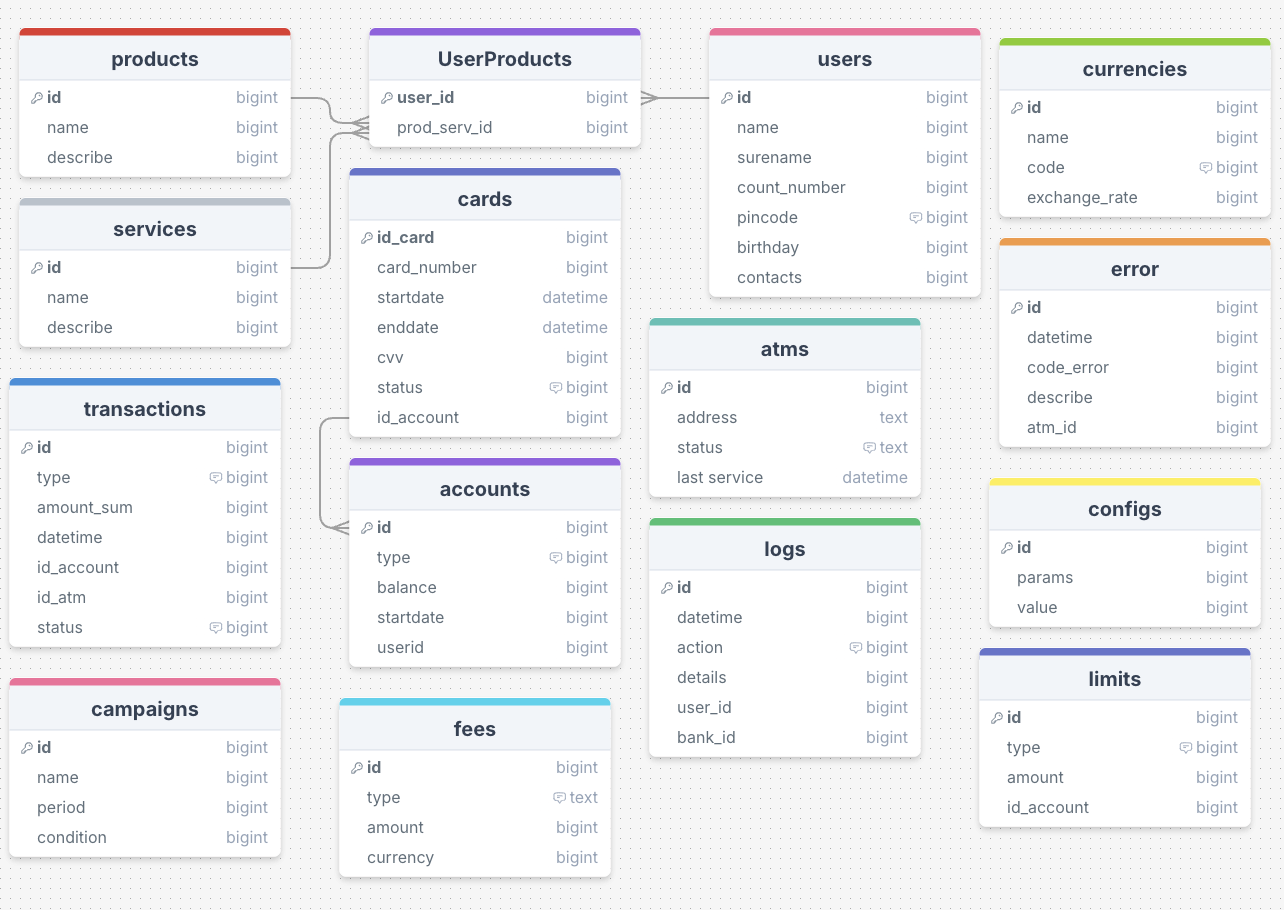 products
id bigint
name bigint
describe bigint
services
id bigint
name bigint
describe bigint
transactions
id bigint
type bigint
amount_sum bigint
datetime bigint
id_account bigint
id_atm bigint
status bigint
campaigns
id bigint
name bigint
period bigint
condition bigint
UserProducts
user_id bigint
prod_serv_id bigint
cards
id_card bigint
card_number bigint
startdate datetime
enddate datetime
cvv bigint
status bigint
id_account bigint
accounts
id bigint
type bigint
balance bigint
startdate bigint
userid bigint
fees
id bigint
type text
amount bigint
currency bigint
users
id bigint
name bigint
surename bigint
count_number bigint
pincode bigint
birthday bigint
contacts bigint
atms
id bigint
address text
status text
last service datetime
logs
id bigint
datetime bigint
action bigint
details bigint
user_id bigint
bank_id bigint
currencies
id bigint
name bigint
code bigint
exchange_rate bigint
error
id bigint
datetime bigint
code_error bigint
describe bigint
atm_id bigint
configs
id bigint
params bigint
value bigint
limits
id bigint
type bigint
amount bigint
id_account bigint